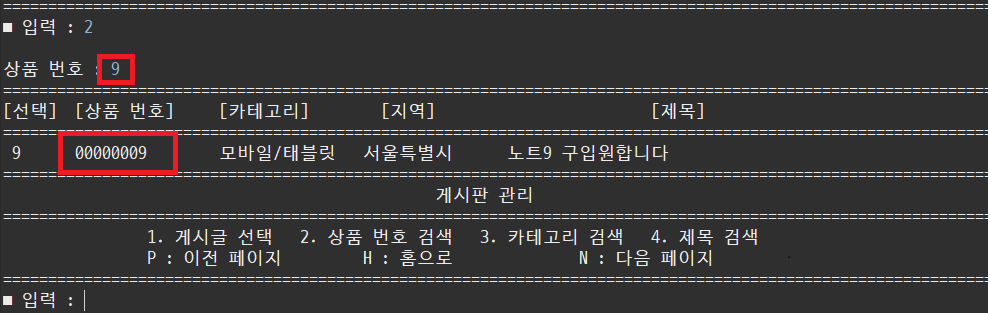 ■ 입력 : 2
상품 번호 : 9
[선택] [상품 번호] [카테고리] [지역] [제목]
9 00000009 모바일/태블릿 서울특별시 노트9 구입원합니다
게시판 관리
1. 게시글 선택 2. 상품 번호 검색 3. 카테고리 검색 4. 제목 검색
P : 이전 페이지 H : 홈으로 N : 다음 페이지
■ 입력 :